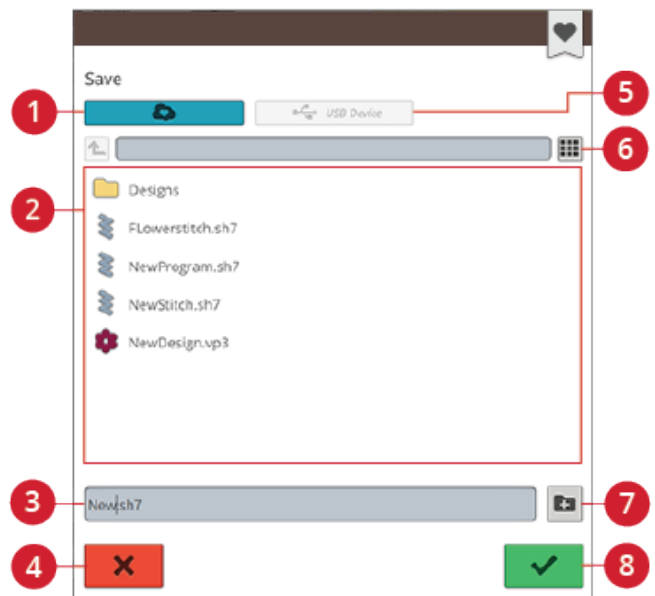 Save
1
USB Device
5
6
2
Designs
FLowerstitch.sh7
NewProgram.sh7
NewStitch.sh7
NewDesign.vp3
3
New.sh7
7
4
8